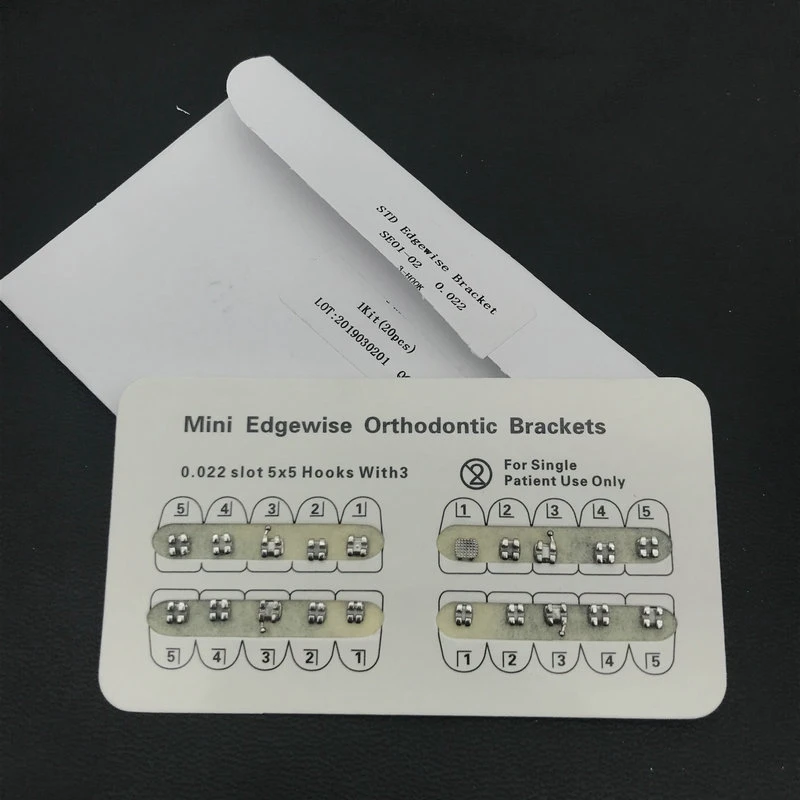 STD Edgewise Bracket
SE01-02 0.022
3-HOOK
1Kit(20pcs)
LOT:2019030201
Mini Edgewise Orthodontic Brackets
0.022 slot 5x5 Hooks With3
For Single
Patient Use Only
5 4 3 2 1
1 2 3 4 5
5 4 3 2 1
1 2 3 4 5